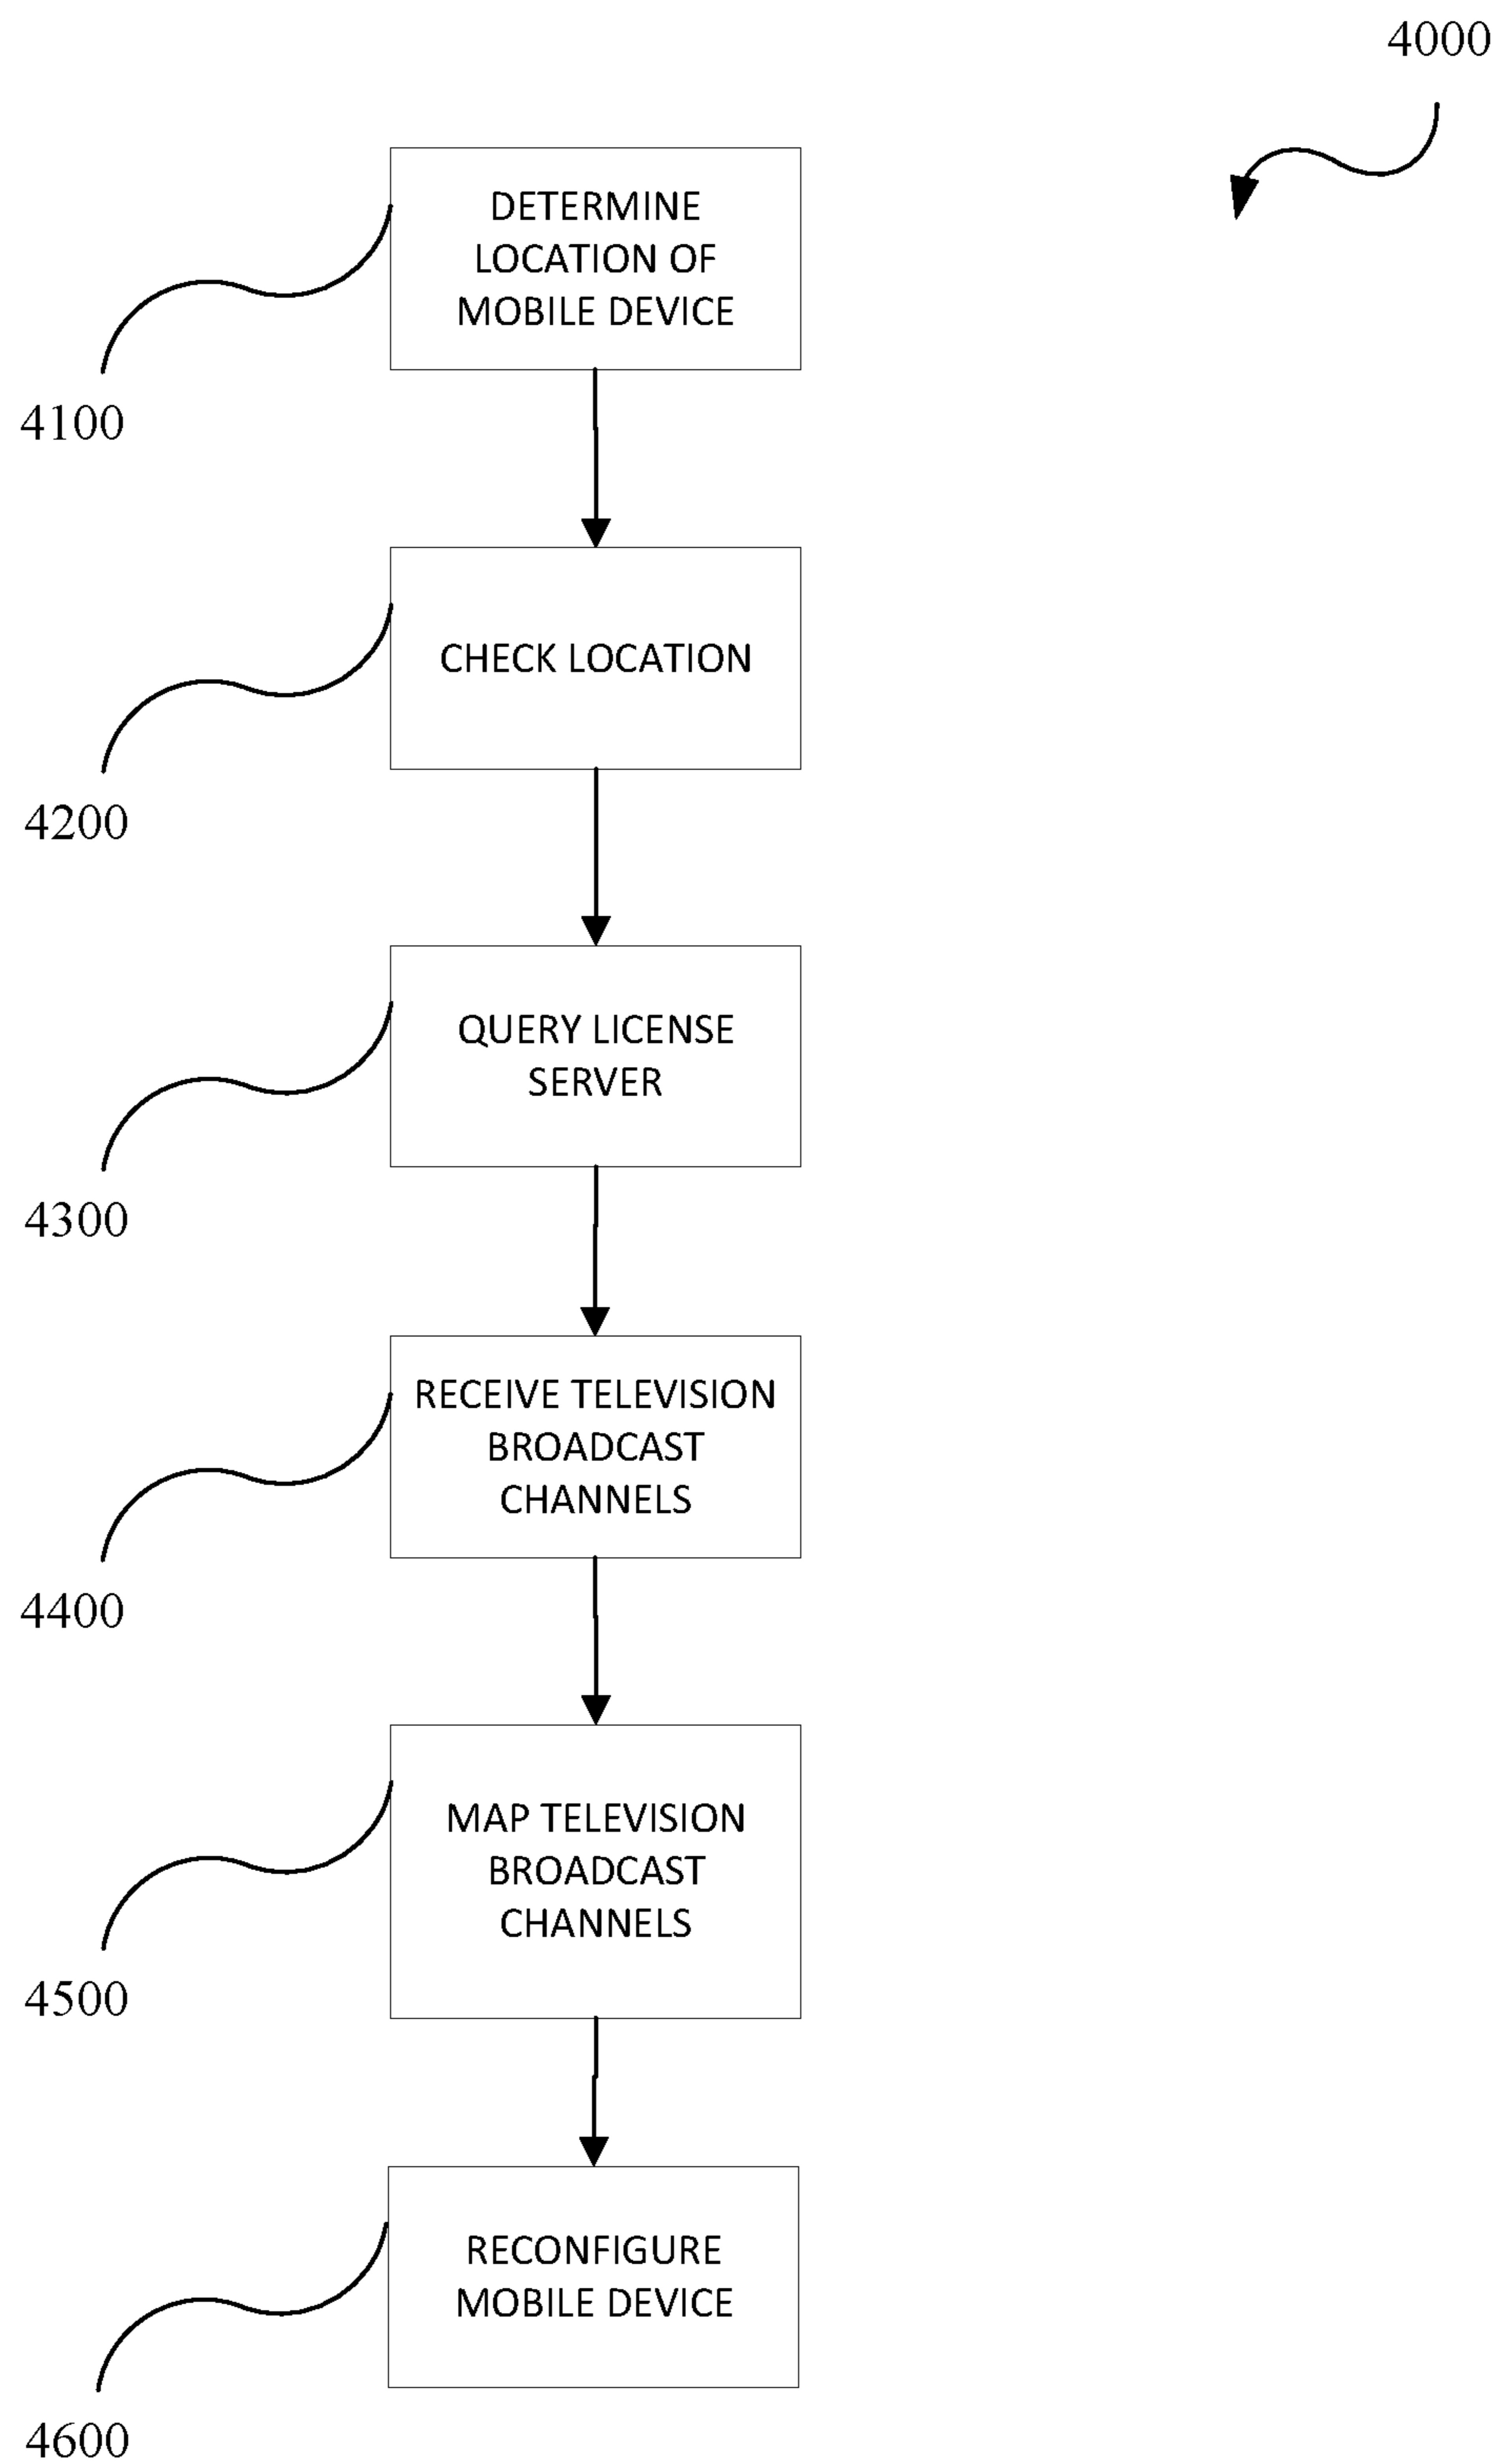 4000
DETERMINE
LOCATION OF
MOBILE DEVICE
4100
CHECK LOCATION
4200
QUERY LICENSE
SERVER
4300
RECEIVE TELEVISION
BROADCAST
CHANNELS
4400
MAP TELEVISION
BROADCAST
CHANNELS
4500
RECONFIGURE
MOBILE DEVICE
4600